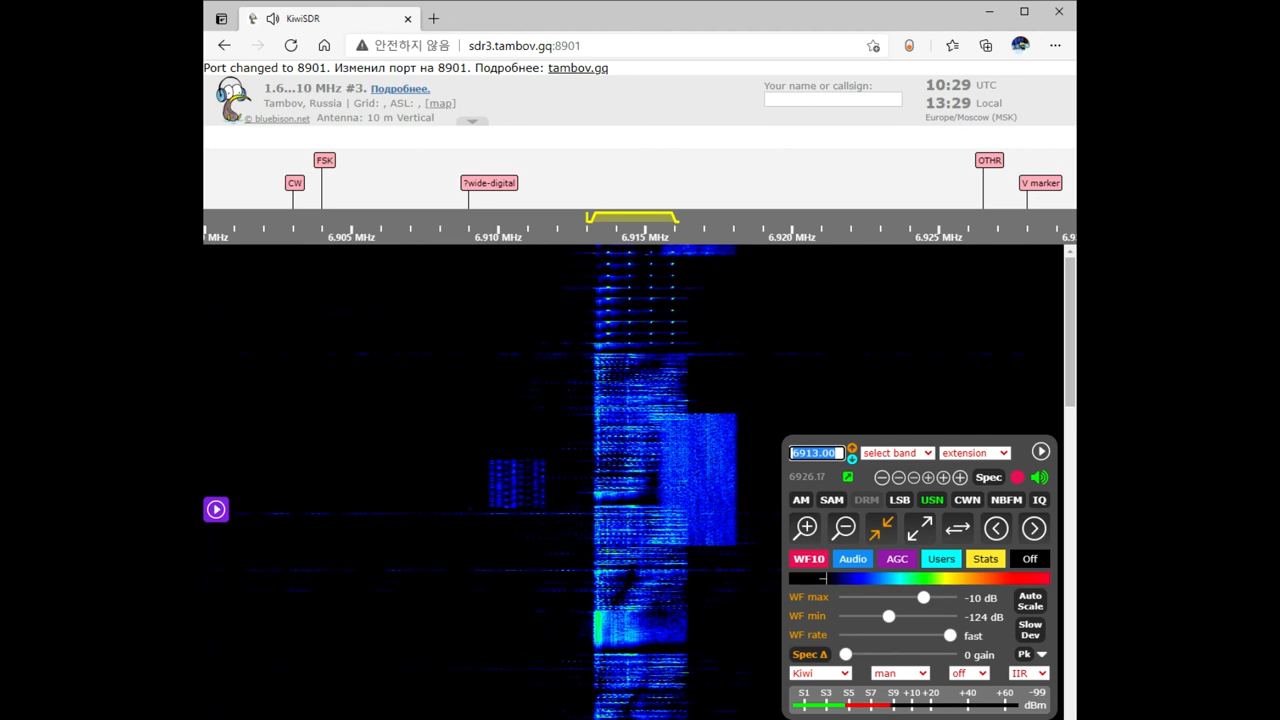 KiwiSDR
안전하지 않음 sdr3.tambov.gq:8901
Port changed to 8901. Изменил порт на 8901. Подробнее: tambov.gq
1.6...10 MHz #3. Подробнее.
Tambov, Russia | Grid: , ASL: , [map]
© bluebison.net Antenna: 10 m Vertical
Your name or callsign:
10:29 UTC
13:29 Local
Europe/Moscow (MSK)
FSK OTHR
CW ?wide-digital V marker
MHz 6.905 MHz 6.910 MHz 6.915 MHz 6.920 MHz 6.925 MHz 6.9
6913.00 select band extension
6926.17 Spec
AM SAM DRM LSB USN CWN NBFM IQ
WF10 Audio AGC Users Stats Off
WF max -10 dB Auto Scale
WF min -124 dB
WF rate fast Slow Dev
Spec Δ 0 gain Pk
Kiwi man off IIR
S1 S3 S5 S7 S9 +10 +20 +40 +60 -99
dBm